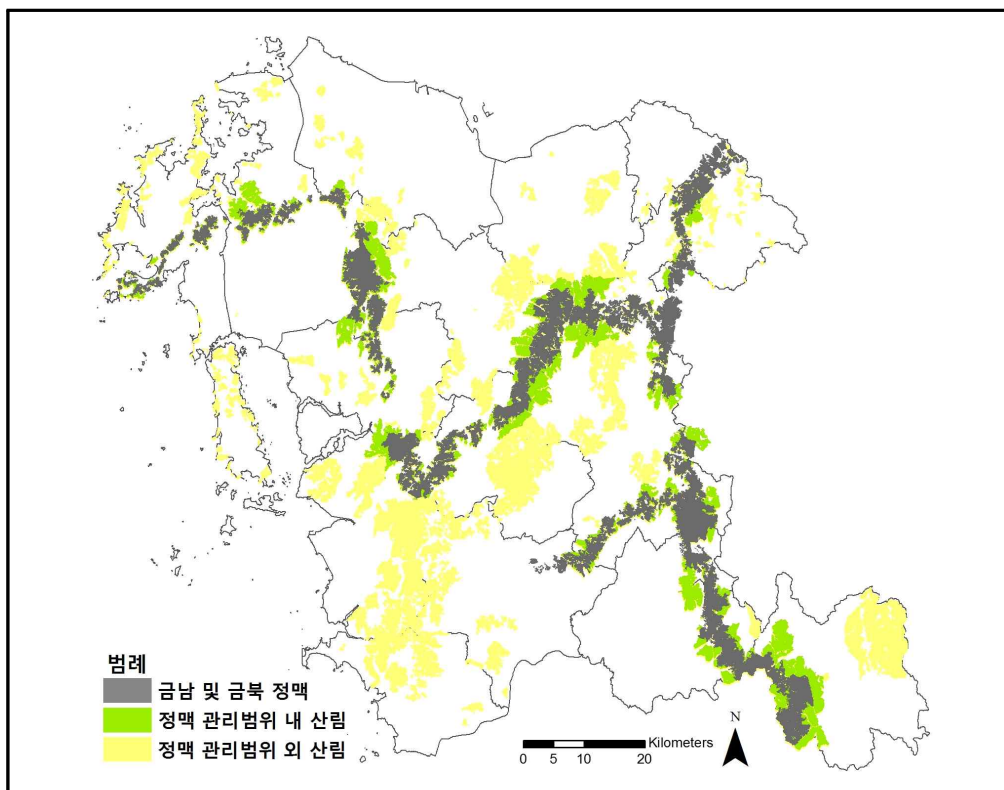 범례
금남 및 금북 정맥
정맥 관리범위 내 산림
정맥 관리범위 외 산림
N
Kilometers
0 5 10 20